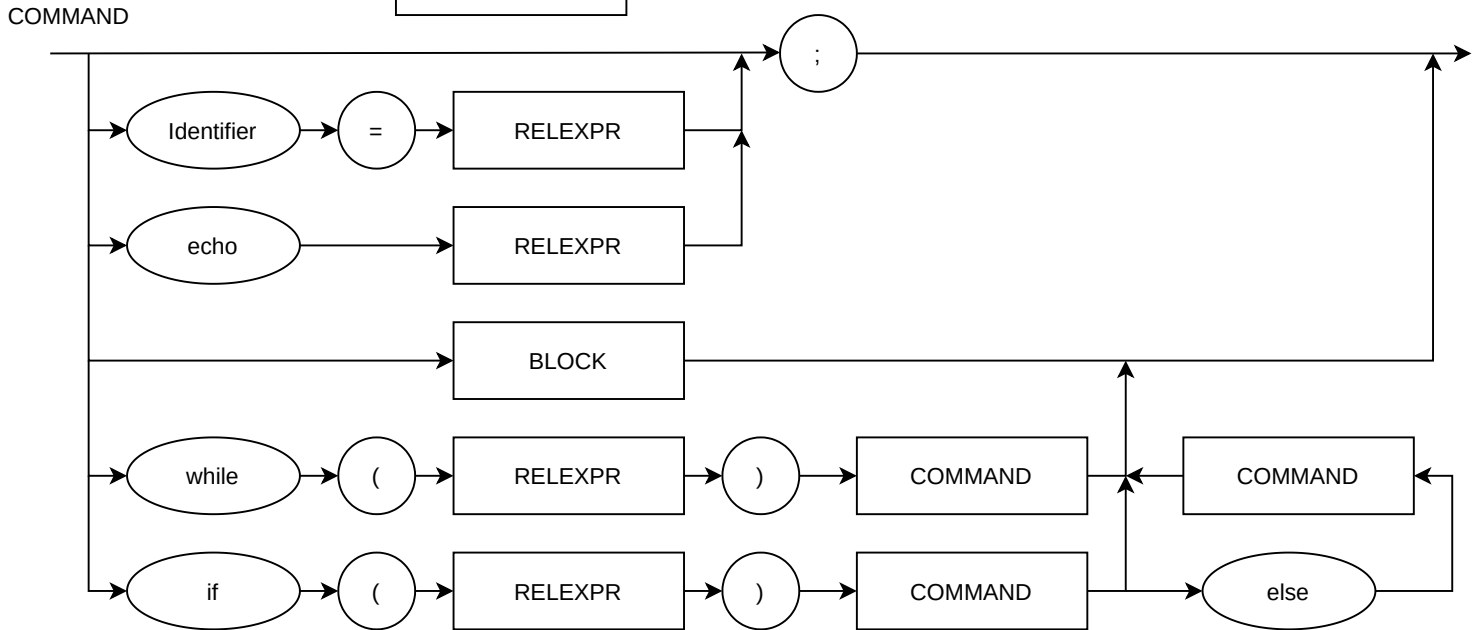 COMMAND
;
Identifier = RELEXPR
echo RELEXPR
BLOCK
while ( RELEXPR ) COMMAND COMMAND
if ( RELEXPR ) COMMAND else